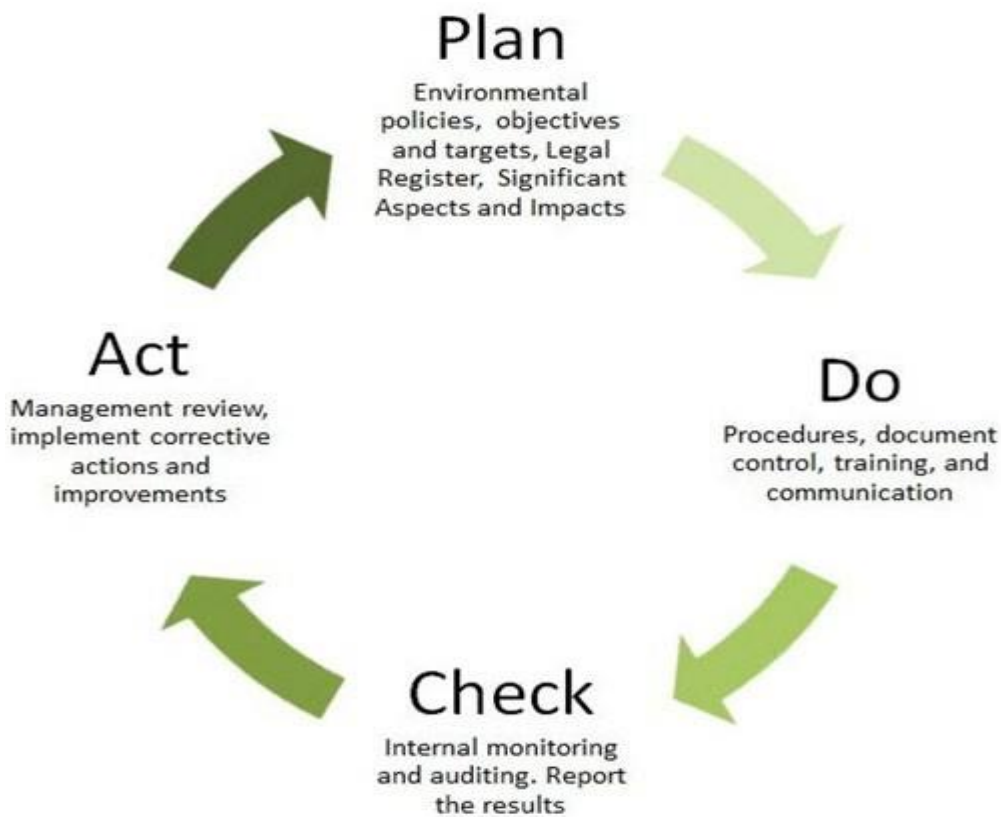 Plan
Environmental
policies, objectives
and targets, Legal
Register, Significant
Aspects and Impacts
Do
Procedures, document
control, training, and
communication
Check
Internal monitoring
and auditing. Report
the results
Act
Management review,
implement corrective
actions and
improvements